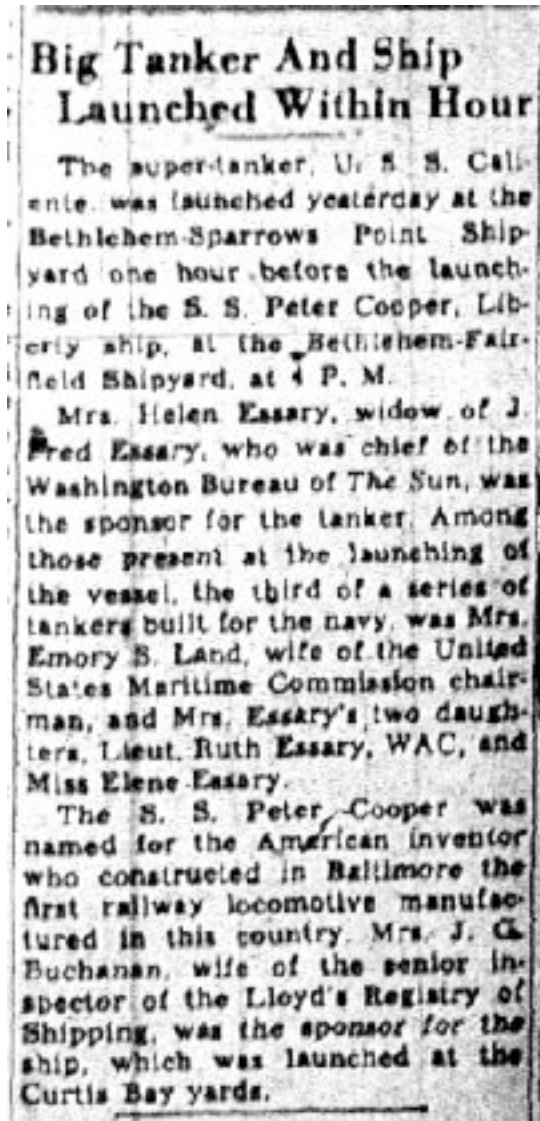 Big Tanker And Ship
Launched Within Hour
The super-tanker, U. S. S. Cali-
ente, was launched yesterday at the
Bethlehem-Sparrows Point Ship-
yard one hour before the launch-
ing of the S. S. Peter Cooper, Lib-
erty ship, at the Bethlehem-Fair-
field Shipyard, at 4 P. M.
Mrs. Helen Essary, widow of J.
Fred Essary, who was chief of the
Washington Bureau of The Sun, was
the sponsor for the tanker. Among
those present at the launching of
the vessel, the third of a series of
tankers built for the navy, was Mrs.
Emory S. Land, wife of the United
States Maritime Commission chair-
man, and Mrs. Essary's two daugh-
ters, Lieut. Ruth Essary, WAC, and
Miss Elene Essary.
The S. S. Peter Cooper was
named for the American inventor
who constructed in Baltimore the
first railway locomotive manufac-
tured in this country. Mrs. J. G.
Buchanan, wife of the senior in-
spector of the Lloyd's Registry of
Shipping, was the sponsor for the
ship, which was launched at the
Curtis Bay yards.